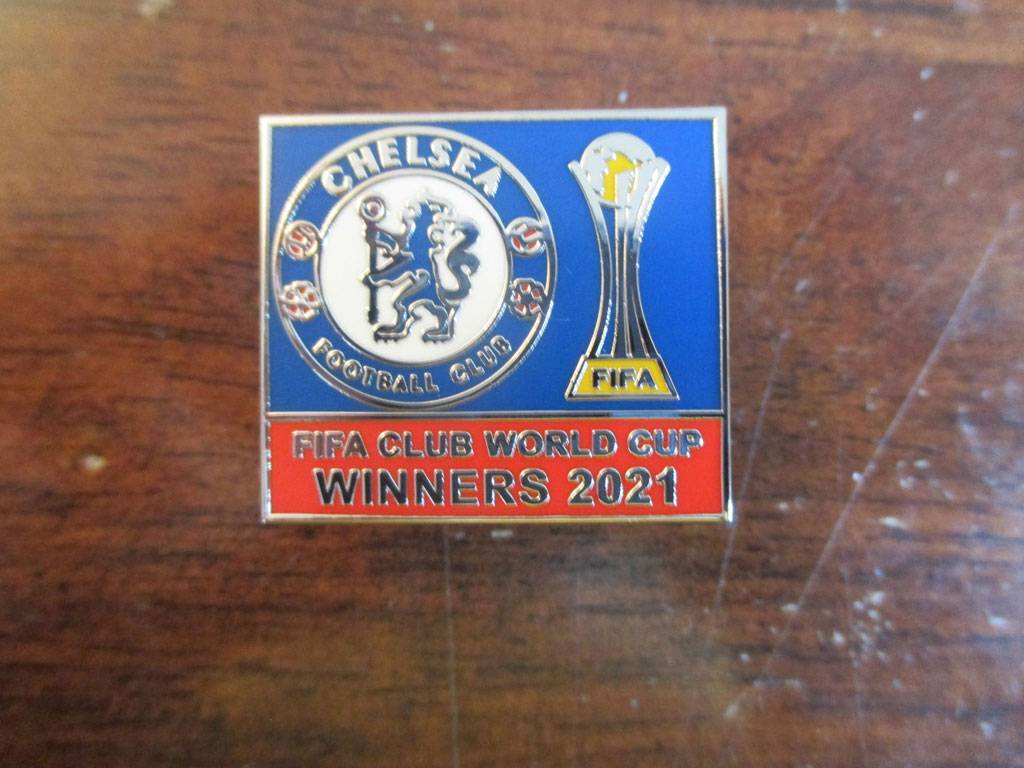 CHELSEA
FOOTBALL CLUB
FIFA
FIFA CLUB WORLD CUP
WINNERS 2021